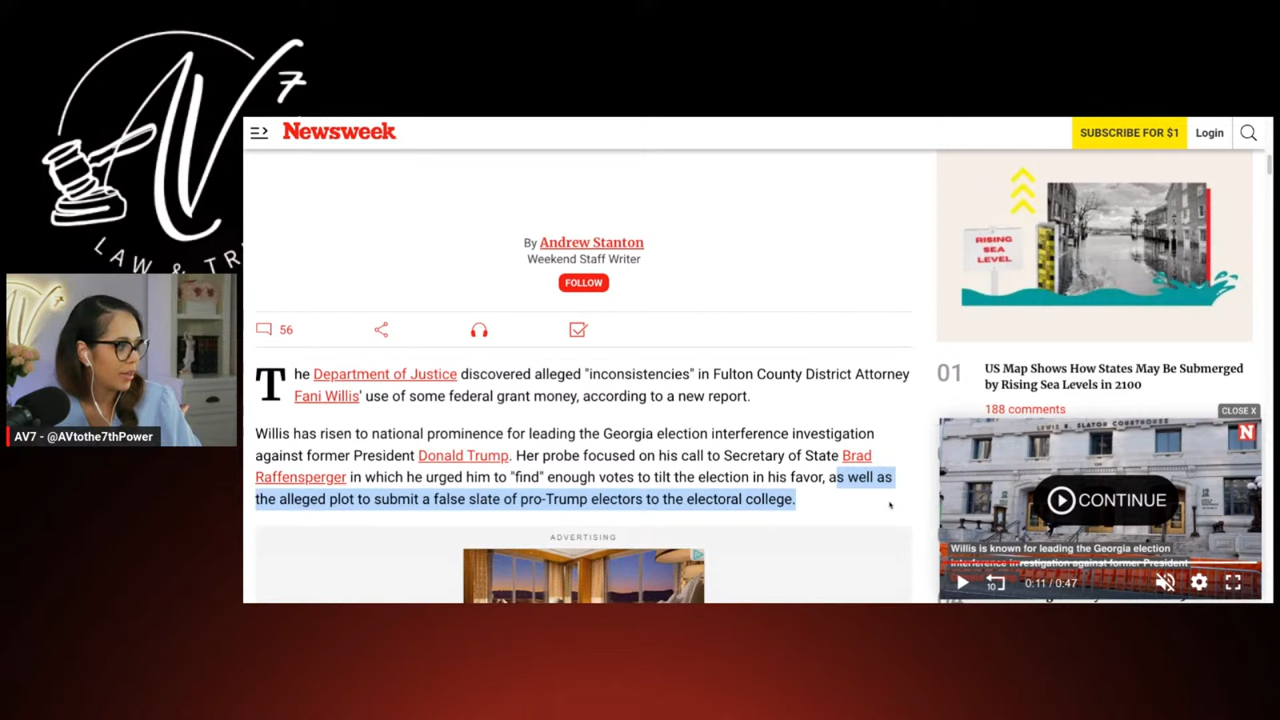 AV7
LAW & TR
Newsweek
SUBSCRIBE FOR $1
Login
By Andrew Stanton
Weekend Staff Writer
FOLLOW
56
The Department of Justice discovered alleged "inconsistencies" in Fulton County District Attorney
Fani Willis' use of some federal grant money, according to a new report.
Willis has risen to national prominence for leading the Georgia election interference investigation
against former President Donald Trump. Her probe focused on his call to Secretary of State Brad
Raffensperger in which he urged him to "find" enough votes to tilt the election in his favor, as well as
the alleged plot to submit a false slate of pro-Trump electors to the electoral college.
ADVERTISING
RISING
SEA
LEVEL
01
US Map Shows How States May Be Submerged
by Rising Sea Levels in 2100
188 comments
CLOSE X
LEWIS R. SLATON COURTHOUSE
N
CONTINUE
Willis is known for leading the Georgia election
interference investigation against former President
10
0:11 / 0:47
AV7 - @AVtothe7thPower